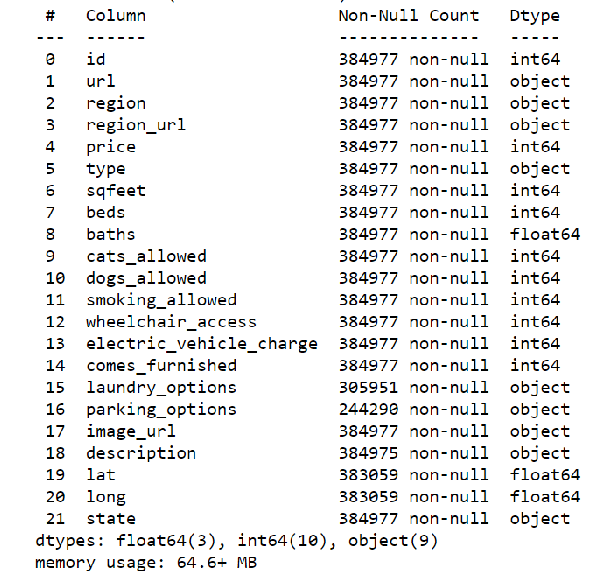 #   Column                   Non-Null Count   Dtype
---  ------                   --------------   -----
0   id                       384977 non-null  int64
1   url                      384977 non-null  object
2   region                   384977 non-null  object
3   region_url               384977 non-null  object
4   price                    384977 non-null  int64
5   type                     384977 non-null  object
6   sqfeet                   384977 non-null  int64
7   beds                     384977 non-null  int64
8   baths                    384977 non-null  float64
9   cats_allowed             384977 non-null  int64
10  dogs_allowed             384977 non-null  int64
11  smoking_allowed          384977 non-null  int64
12  wheelchair_access        384977 non-null  int64
13  electric_vehicle_charge  384977 non-null  int64
14  comes_furnished          384977 non-null  int64
15  laundry_options          305951 non-null  object
16  parking_options          244290 non-null  object
17  image_url                384977 non-null  object
18  description              384975 non-null  object
19  lat                      383059 non-null  float64
20  long                     383059 non-null  float64
21  state                    384977 non-null  object
dtypes: float64(3), int64(10), object(9)
memory usage: 64.6+ MB